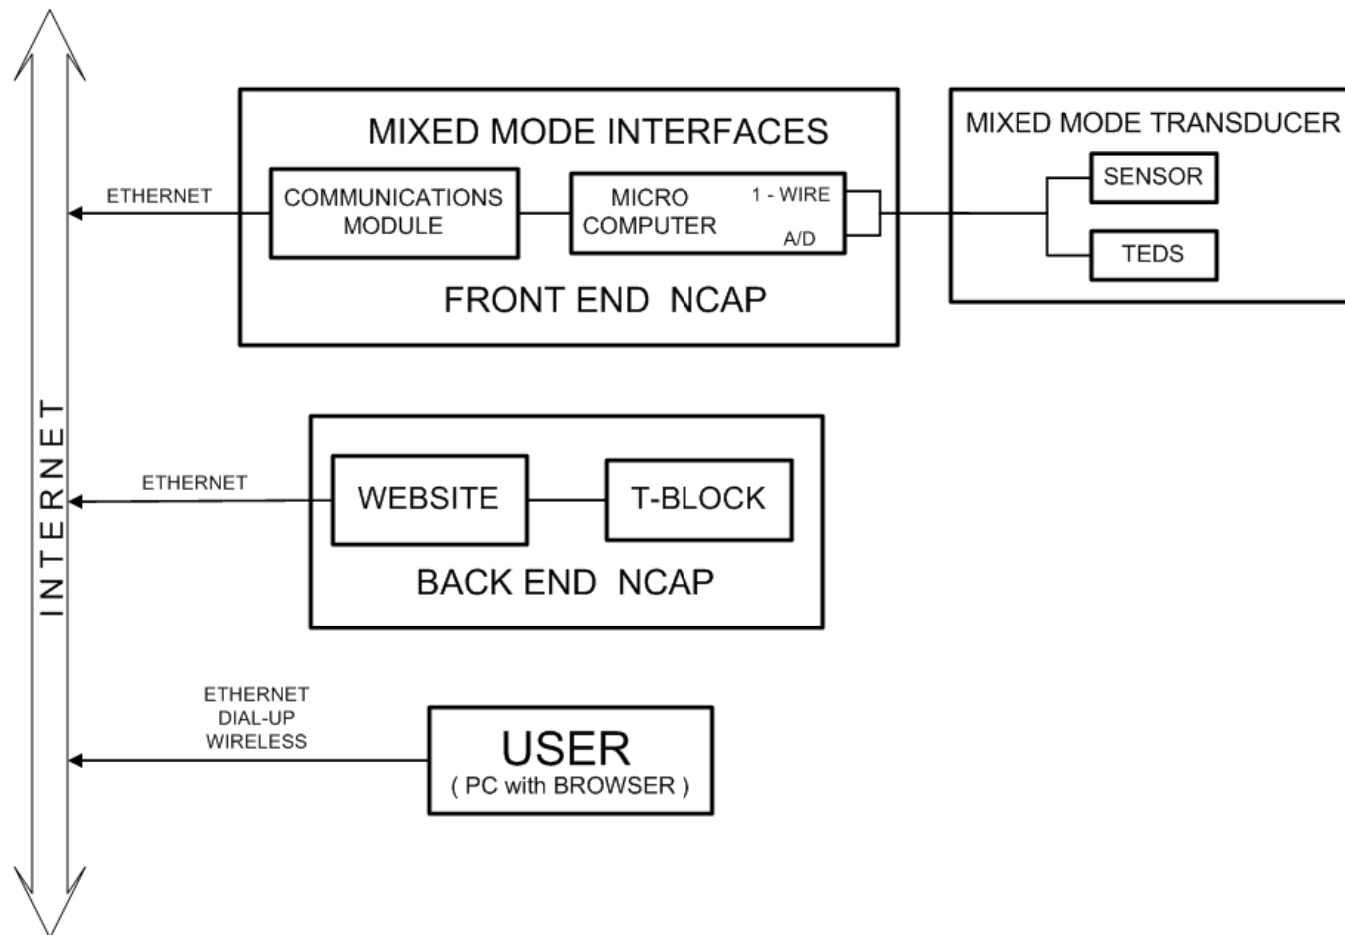 MIXED MODE INTERFACES
MIXED MODE TRANSDUCER
ETHERNET
COMMUNICATIONS
MODULE
MICRO
COMPUTER
1 - WIRE
A/D
SENSOR
TEDS
FRONT END NCAP
INTERNET
ETHERNET
WEBSITE
T-BLOCK
BACK END NCAP
ETHERNET
DIAL-UP
WIRELESS
USER
( PC with BROWSER )